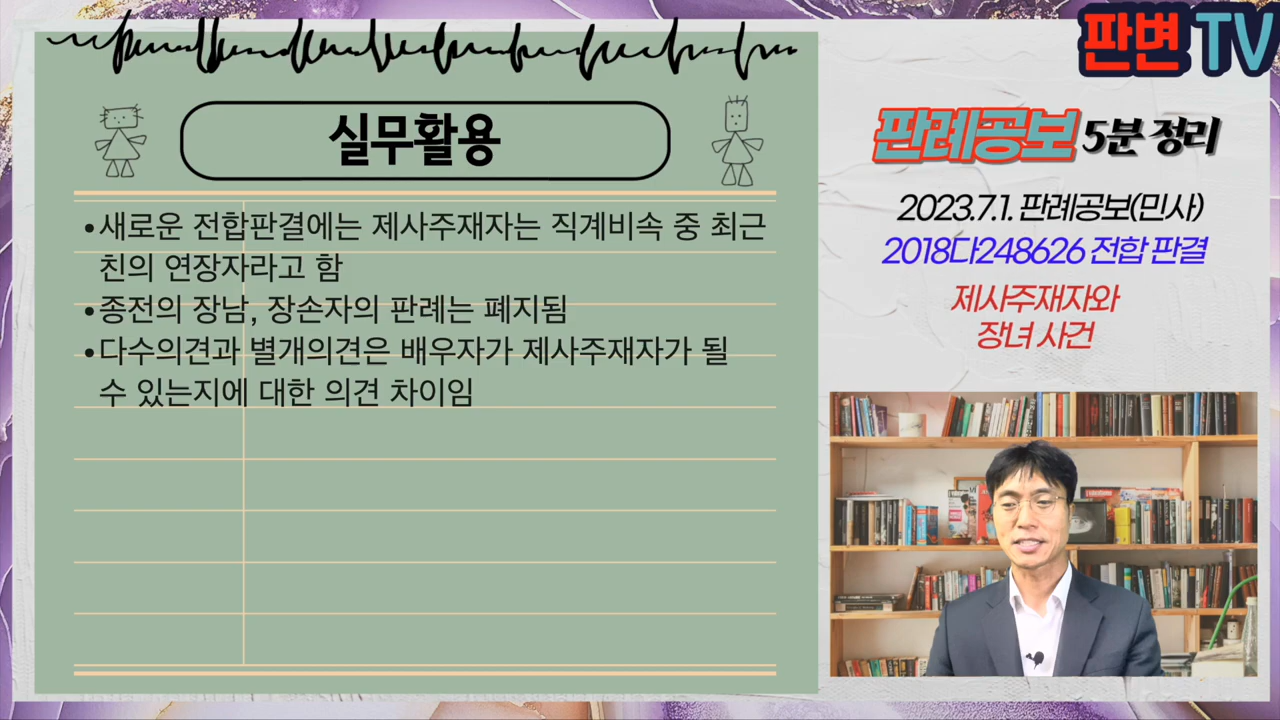 판변 TV
실무활용
•새로운 전합판결에는 제사주재자는 직계비속 중 최근
친의 연장자라고 함
•종전의 장남, 장손자의 판례는 폐지됨
•다수의견과 별개의견은 배우자가 제사주재자가 될
수 있는지에 대한 의견 차이임
판례공보 5분 정리
2023.7.1. 판례공보(민사)
2018다248626 전합 판결
제사주재자와
장녀 사건